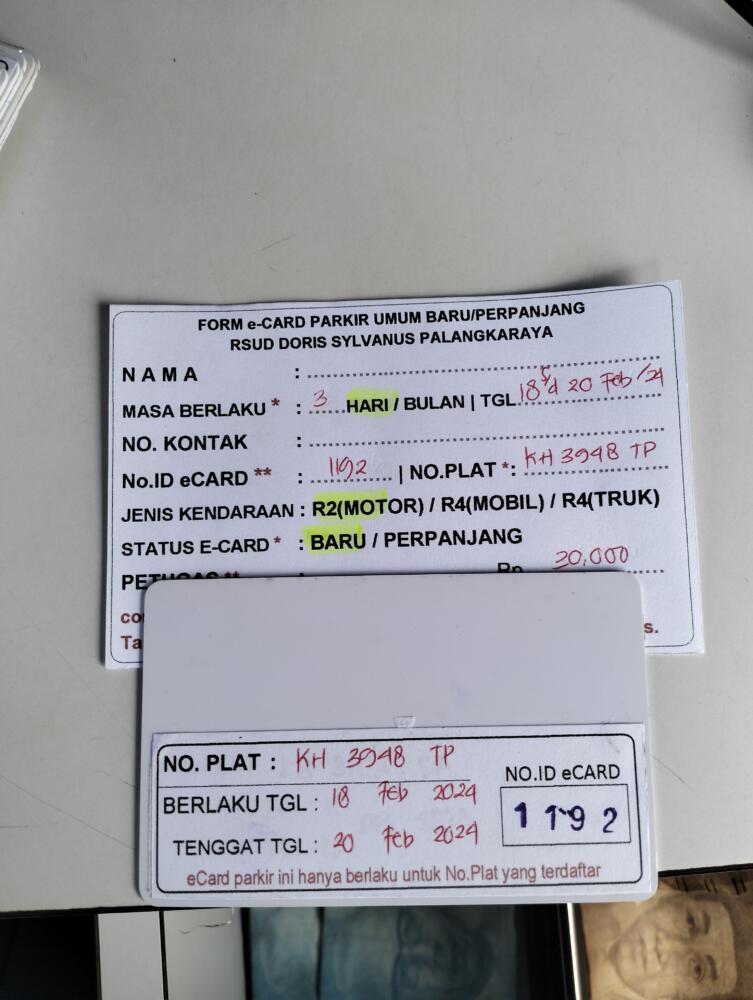 FORM e-CARD PARKIR UMUM BARU/PERPANJANG
RSUD DORIS SYLVANUS PALANGKARAYA
N A M A :
MASA BERLAKU * : 3 HARI / BULAN | TGL. 18 s/d 20 Feb/24
NO. KONTAK :
No.ID eCARD ** : 1192 | NO.PLAT *: KH 3948 TP
JENIS KENDARAAN : R2(MOTOR) / R4(MOBIL) / R4(TRUK)
STATUS E-CARD * : BARU / PERPANJANG
PETUGAS ** : Rp. 20,000
NO. PLAT : KH 3948 TP
NO.ID eCARD
BERLAKU TGL : 18 Feb 2024
1192
TENGGAT TGL : 20 Feb 2024
eCard parkir ini hanya berlaku untuk No.Plat yang terdaftar